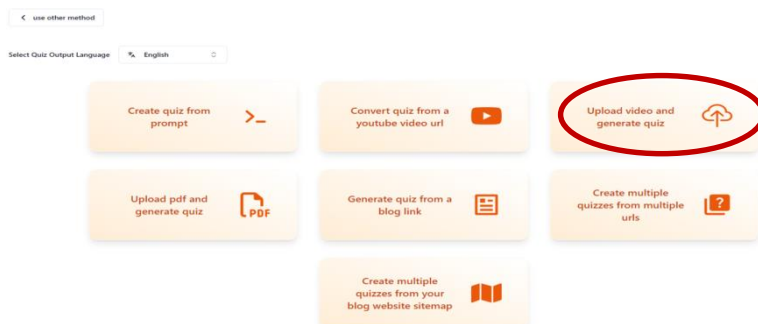 use other method
Select Quiz Output Language
English
Create quiz from
prompt
Convert quiz from a
youtube video url
Upload video and
generate quiz
Upload pdf and
generate quiz
PDF
Generate quiz from a
blog link
Create multiple
quizzes from multiple
urls
?
Create multiple
quizzes from your
blog website sitemap